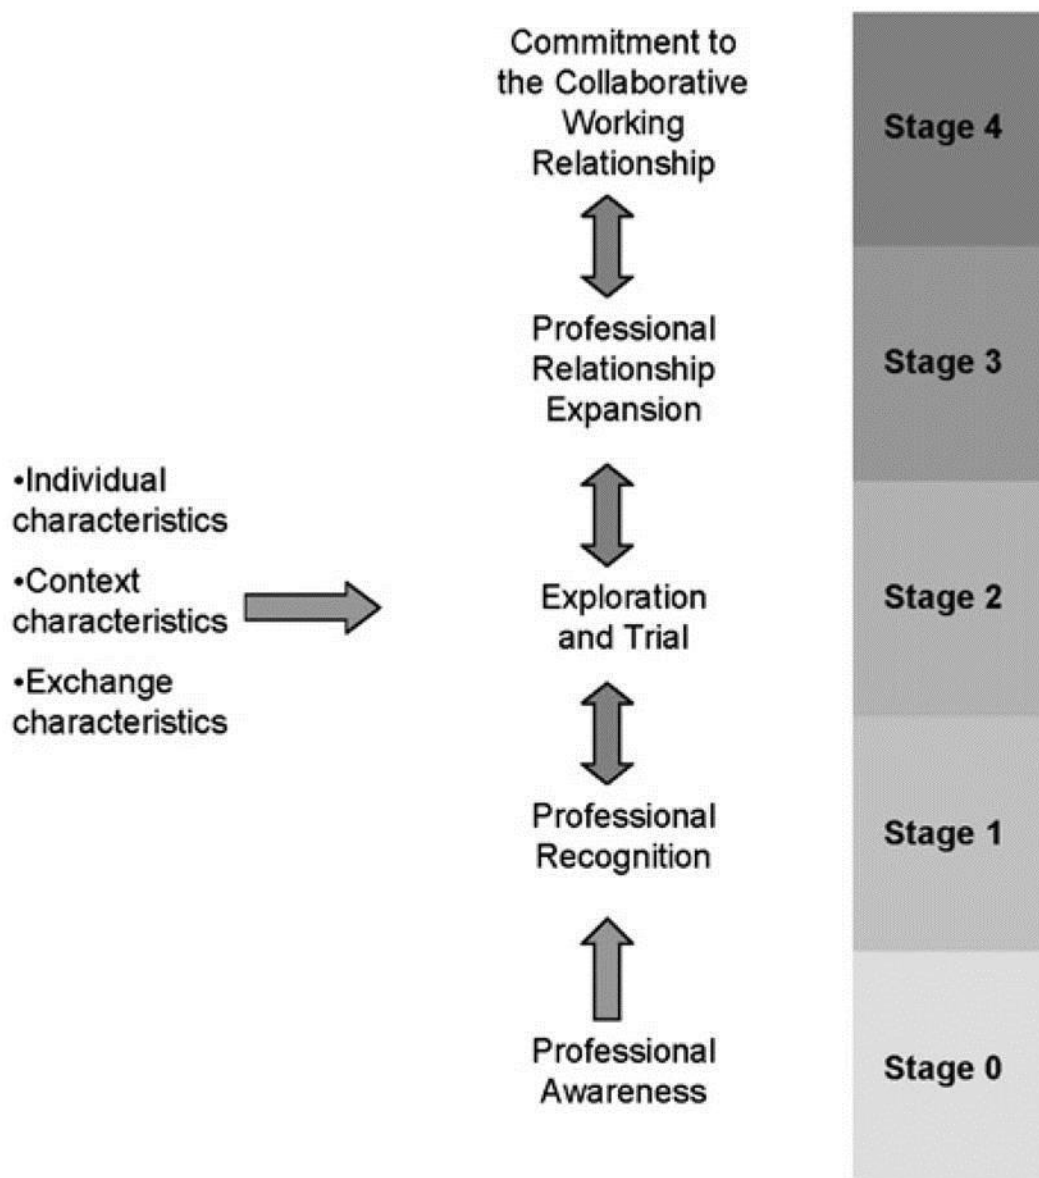 Commitment to
the Collaborative
Working
Relationship
Stage 4
Professional
Relationship
Expansion
Stage 3
•Individual
characteristics
•Context
characteristics
•Exchange
characteristics
Exploration
and Trial
Stage 2
Professional
Recognition
Stage 1
Professional
Awareness
Stage 0